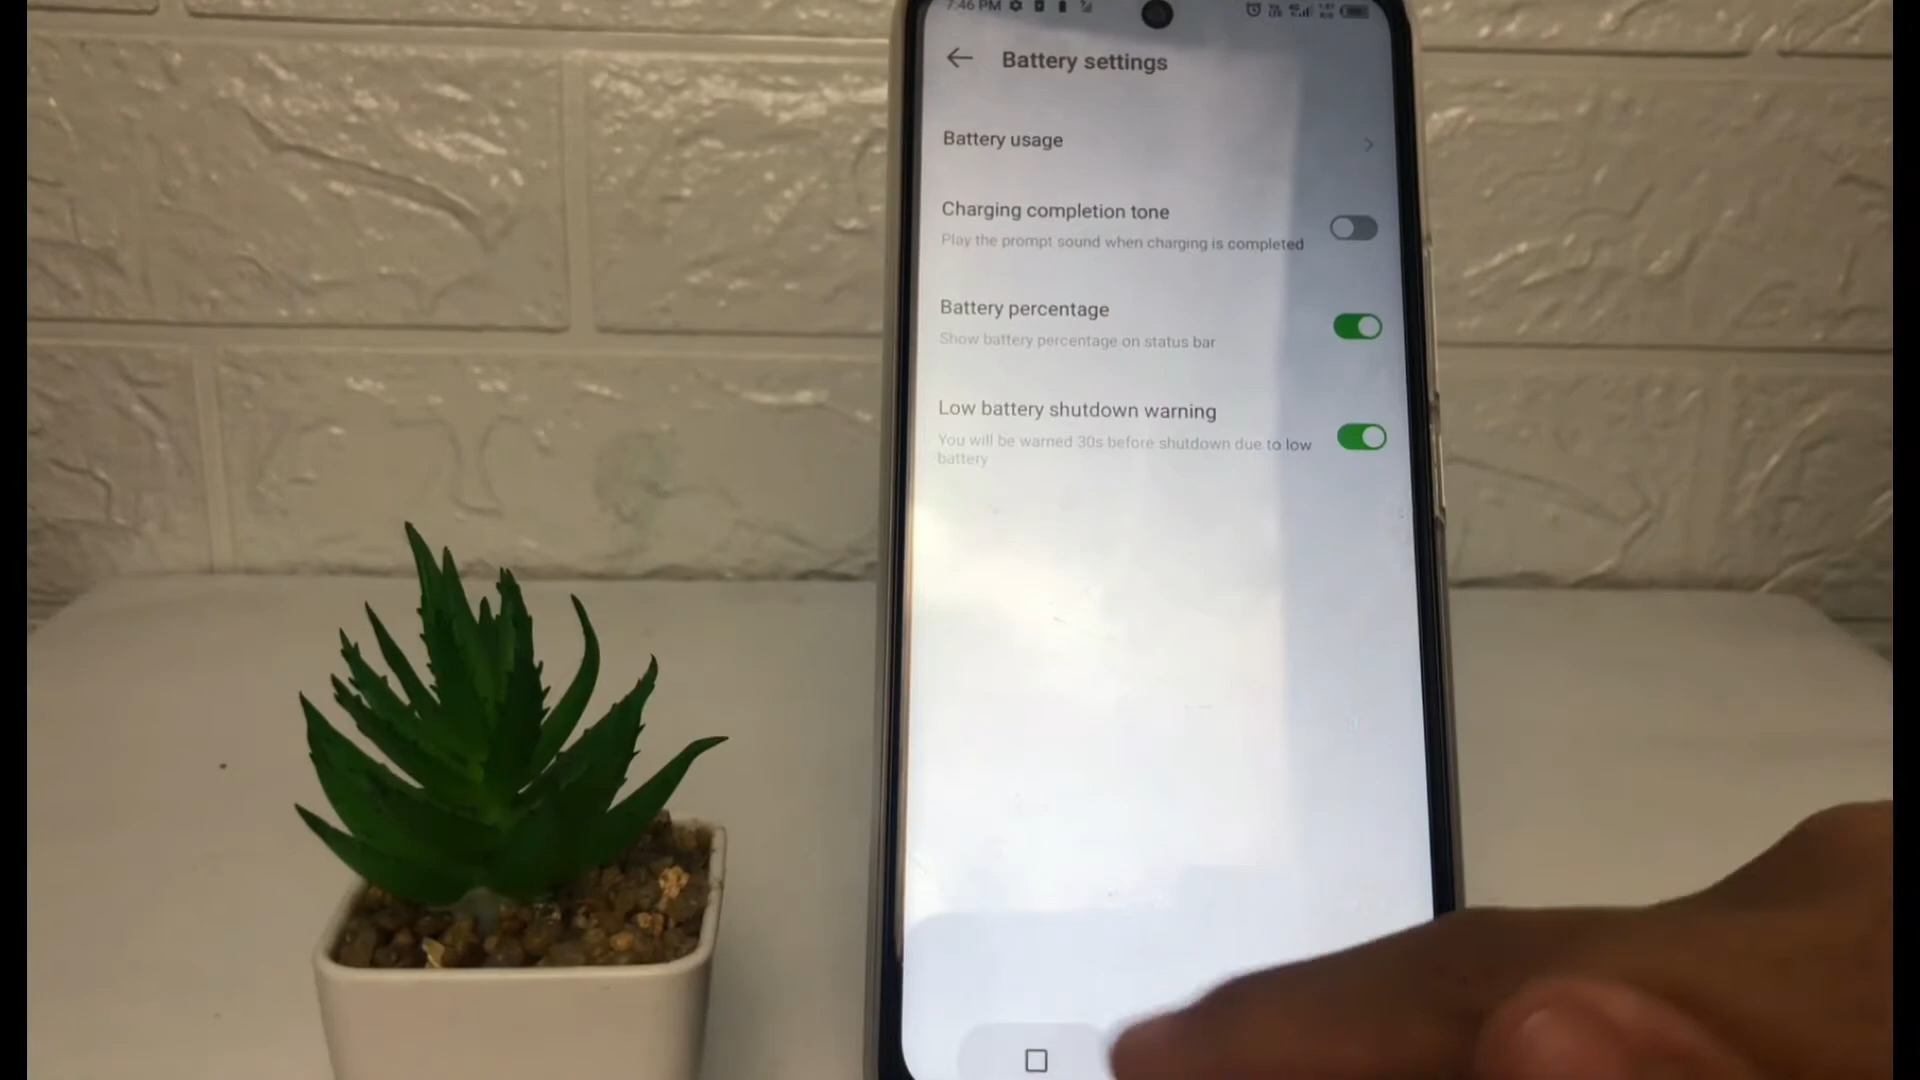 7:46 PM
Battery settings
Battery usage
Charging completion tone
Play the prompt sound when charging is completed
Battery percentage
Show battery percentage on status bar
Low battery shutdown warning
You will be warned 30s before shutdown due to low
battery